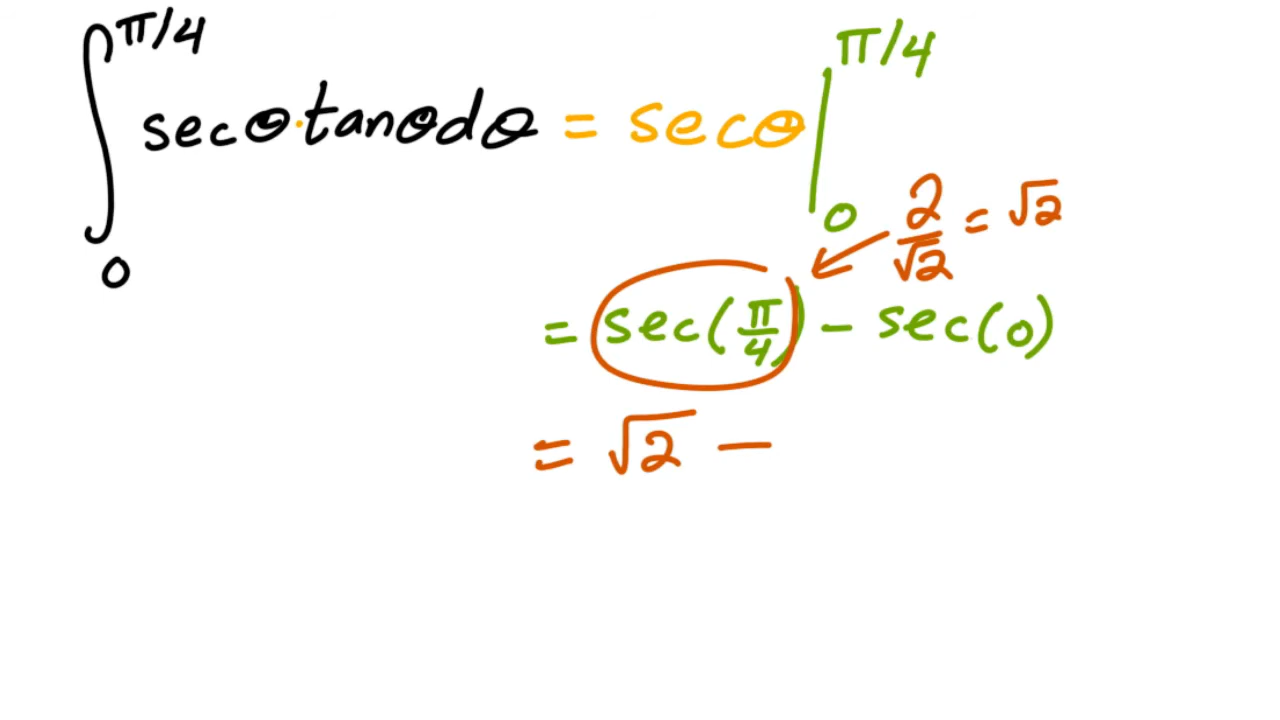 ∫₀^π/4 secθ·tanθdθ = secθ |₀^π/4
2/√2 = √2
= sec(π/4) − sec(0)
= √2 −